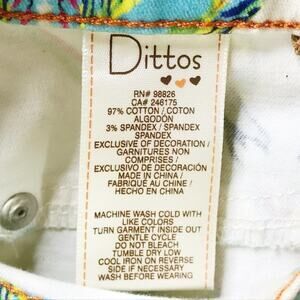 Dittos
RN# 98826
CA# 246175
97% COTTON / COTON
ALGODÓN
3% SPANDEX / SPANDEX
SPANDEX
EXCLUSIVE OF DECORATION /
GARNITURES NON
COMPRISES /
EXCLUSIVO DE DECORACIÓN
MADE IN CHINA /
FABRIQUE AU CHINE /
HECHO EN CHINA
MACHINE WASH COLD WITH
LIKE COLORS
TURN GARMENT INSIDE OUT
GENTLE CYCLE
DO NOT BLEACH
TUMBLE DRY LOW
COOL IRON ON REVERSE
SIDE IF NECESSARY
WASH BEFORE WEARING